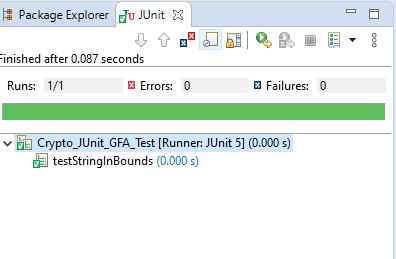 Package Explorer JUnit
Finished after 0.087 seconds
Runs: 1/1 Errors: 0 Failures: 0
Crypto_JUnit_GFA_Test [Runner: JUnit 5] (0.000 s)
testStringInBounds (0.000 s)